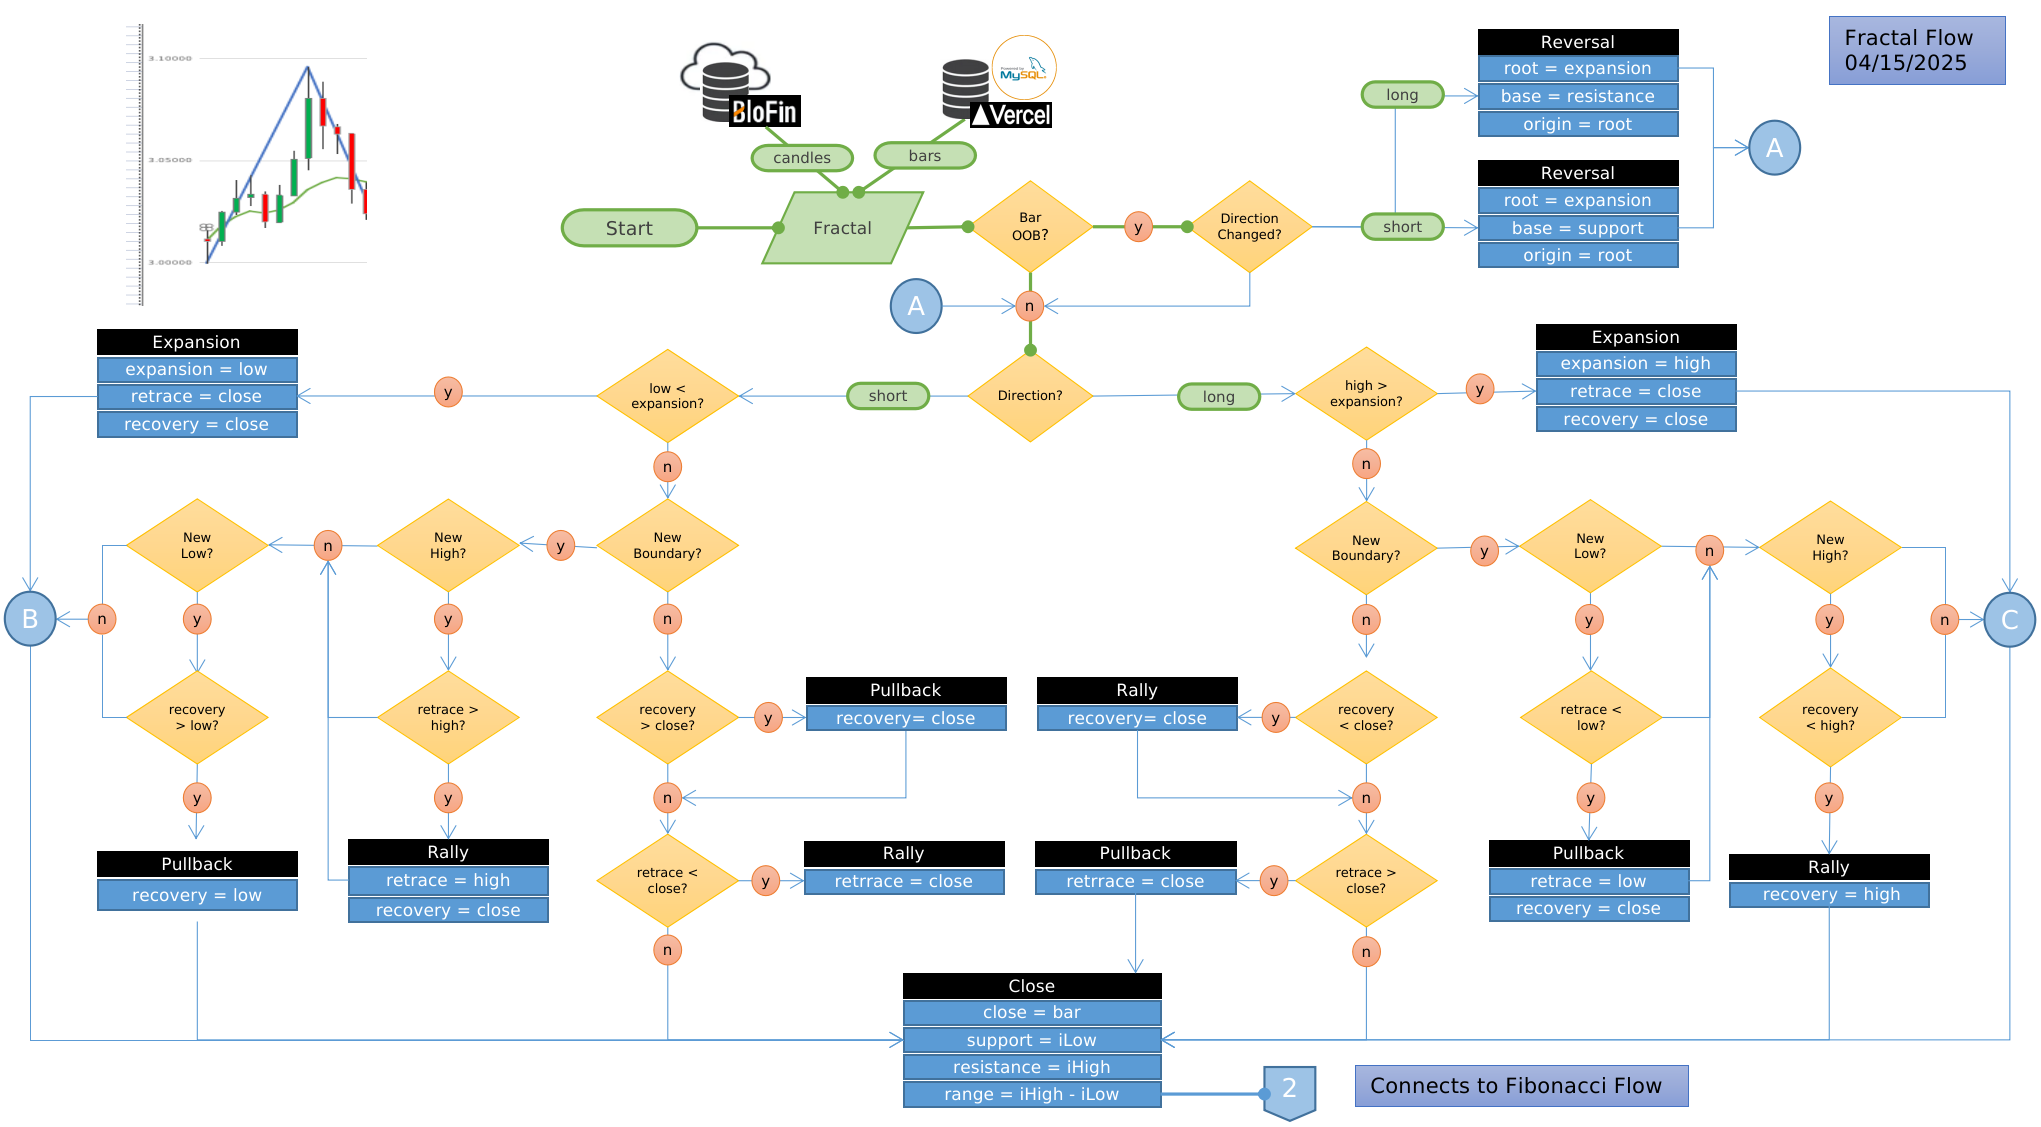 Fractal Flow
04/15/2025
3.10000
3.05000
3.00000
BloFin
Powered by
MySQL
Vercel
candles
bars
Start
Fractal
Bar
OOB?
y
Direction
Changed?
long
short
Reversal
root = expansion
base = resistance
origin = root
Reversal
root = expansion
base = support
origin = root
A
A
n
Expansion
expansion = low
retrace = close
recovery = close
y
low <
expansion?
short
Direction?
long
high >
expansion?
y
Expansion
expansion = high
retrace = close
recovery = close
n
n
New
Low?
n
New
High?
y
New
Boundary?
New
Boundary?
y
New
Low?
n
New
High?
B
n
y
y
n
n
y
y
n
C
recovery
> low?
retrace >
high?
recovery
> close?
y
Pullback
recovery= close
Rally
recovery= close
y
recovery
< close?
retrace <
low?
recovery
< high?
y
y
n
n
y
y
Pullback
recovery = low
Rally
retrace = high
recovery = close
retrace <
close?
y
Rally
retrrace = close
Pullback
retrrace = close
y
retrace >
close?
Pullback
retrace = low
recovery = close
Rally
recovery = high
n
n
Close
close = bar
support = iLow
resistance = iHigh
range = iHigh - iLow
2
Connects to Fibonacci Flow